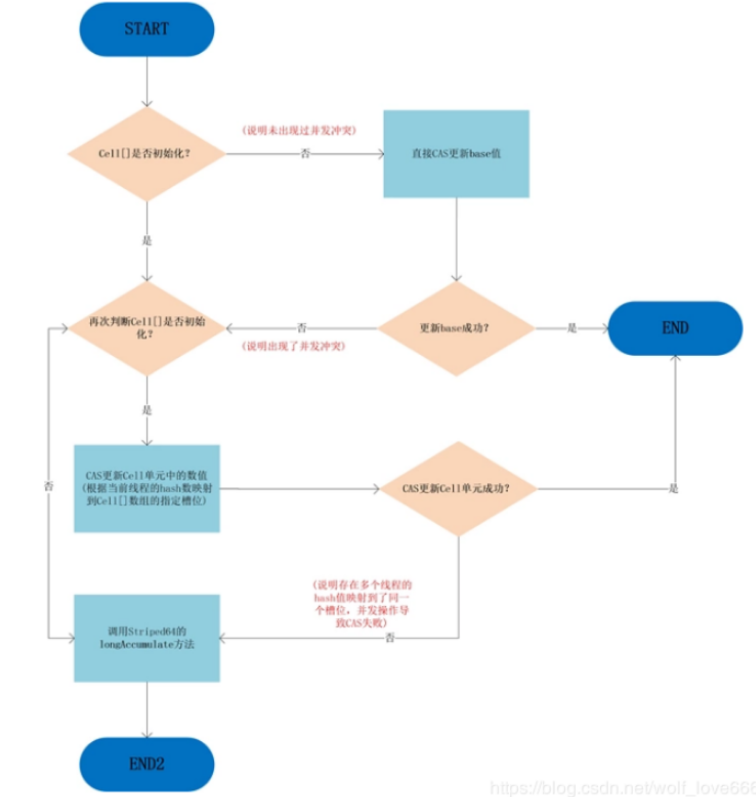 START
(说明未出现过并发冲突)
Cell[]是否初始化?
否
直接CAS更新base值
是
再次判断Cell[]是否初始
化?
否
更新base成功?
是
END
(说明出现了并发冲突)
是
CAS更新Cell单元中的数值
(根据当前线程的hash数映射
到Cell[]数组的指定槽位)
CAS更新Cell单元成功?
否
是
(说明存在多个线程的
hash值映射到了同一
个槽位, 并发操作导
致CAS失败)
否
调用Striped64的
longAccumulate方法
END2
https://blog.csdn.net/wolf_love666